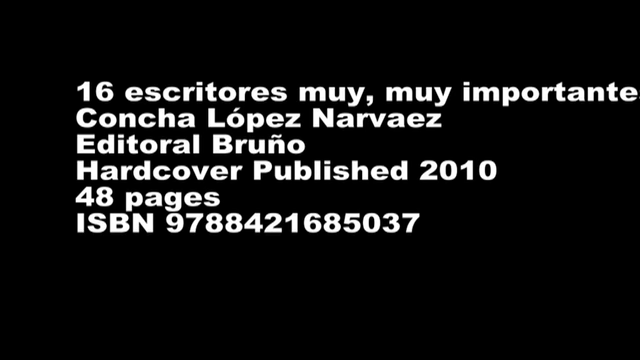 16 escritores muy, muy importante
Concha López Narvaez
Editoral Bruño
Hardcover Published 2010
48 pages
ISBN 9788421685037